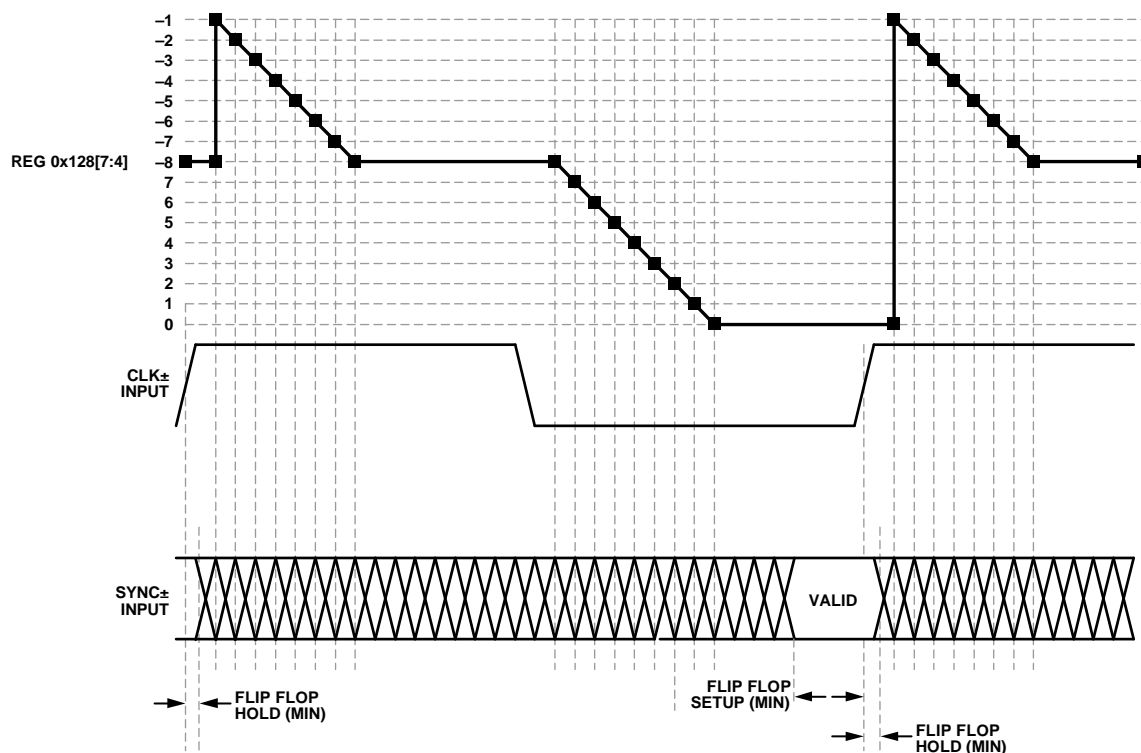 –1
–2
–3
–4
–5
–6
–7
REG 0x128[7:4]
–8
7
6
5
4
3
2
1
0
CLK±
INPUT
SYNC±
INPUT
VALID
FLIP FLOP
HOLD (MIN)
FLIP FLOP
SETUP (MIN)
FLIP FLOP
HOLD (MIN)